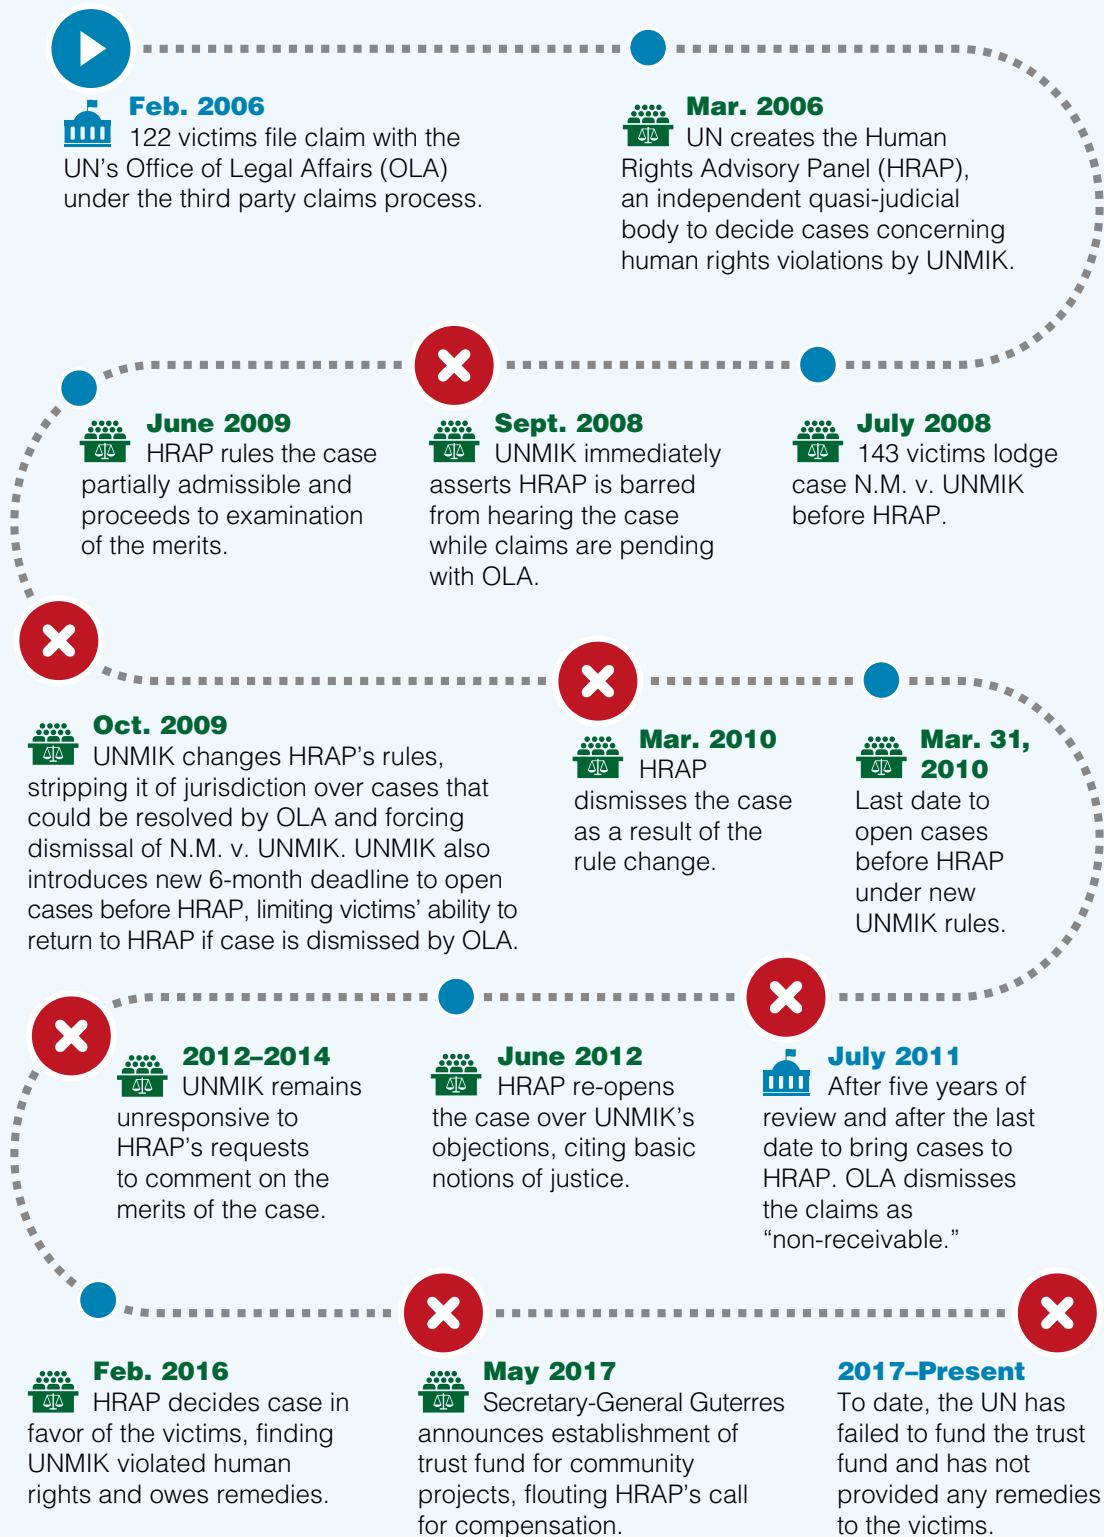 Feb. 2006
122 victims file claim with the
UN's Office of Legal Affairs (OLA)
under the third party claims process.
Mar. 2006
UN creates the Human
Rights Advisory Panel (HRAP),
an independent quasi-judicial
body to decide cases concerning
human rights violations by UNMIK.
July 2008
143 victims lodge
case N.M. v. UNMIK
before HRAP.
Sept. 2008
UNMIK immediately
asserts HRAP is barred
from hearing the case
while claims are pending
with OLA.
June 2009
HRAP rules the case
partially admissible and
proceeds to examination
of the merits.
Oct. 2009
UNMIK changes HRAP's rules,
stripping it of jurisdiction over cases that
could be resolved by OLA and forcing
dismissal of N.M. v. UNMIK. UNMIK also
introduces new 6-month deadline to open
cases before HRAP, limiting victims' ability to
return to HRAP if case is dismissed by OLA.
Mar. 2010
HRAP
dismisses the case
as a result of the
rule change.
Mar. 31,
2010
Last date to
open cases
before HRAP
under new
UNMIK rules.
July 2011
After five years of
review and after the last
date to bring cases to
HRAP. OLA dismisses
the claims as
“non-receivable.”
June 2012
HRAP re-opens
the case over UNMIK's
objections, citing basic
notions of justice.
2012–2014
UNMIK remains
unresponsive to
HRAP's requests
to comment on the
merits of the case.
Feb. 2016
HRAP decides case in
favor of the victims, finding
UNMIK violated human
rights and owes remedies.
May 2017
Secretary-General Guterres
announces establishment of
trust fund for community
projects, flouting HRAP's call
for compensation.
2017–Present
To date, the UN has
failed to fund the trust
fund and has not
provided any remedies
to the victims.